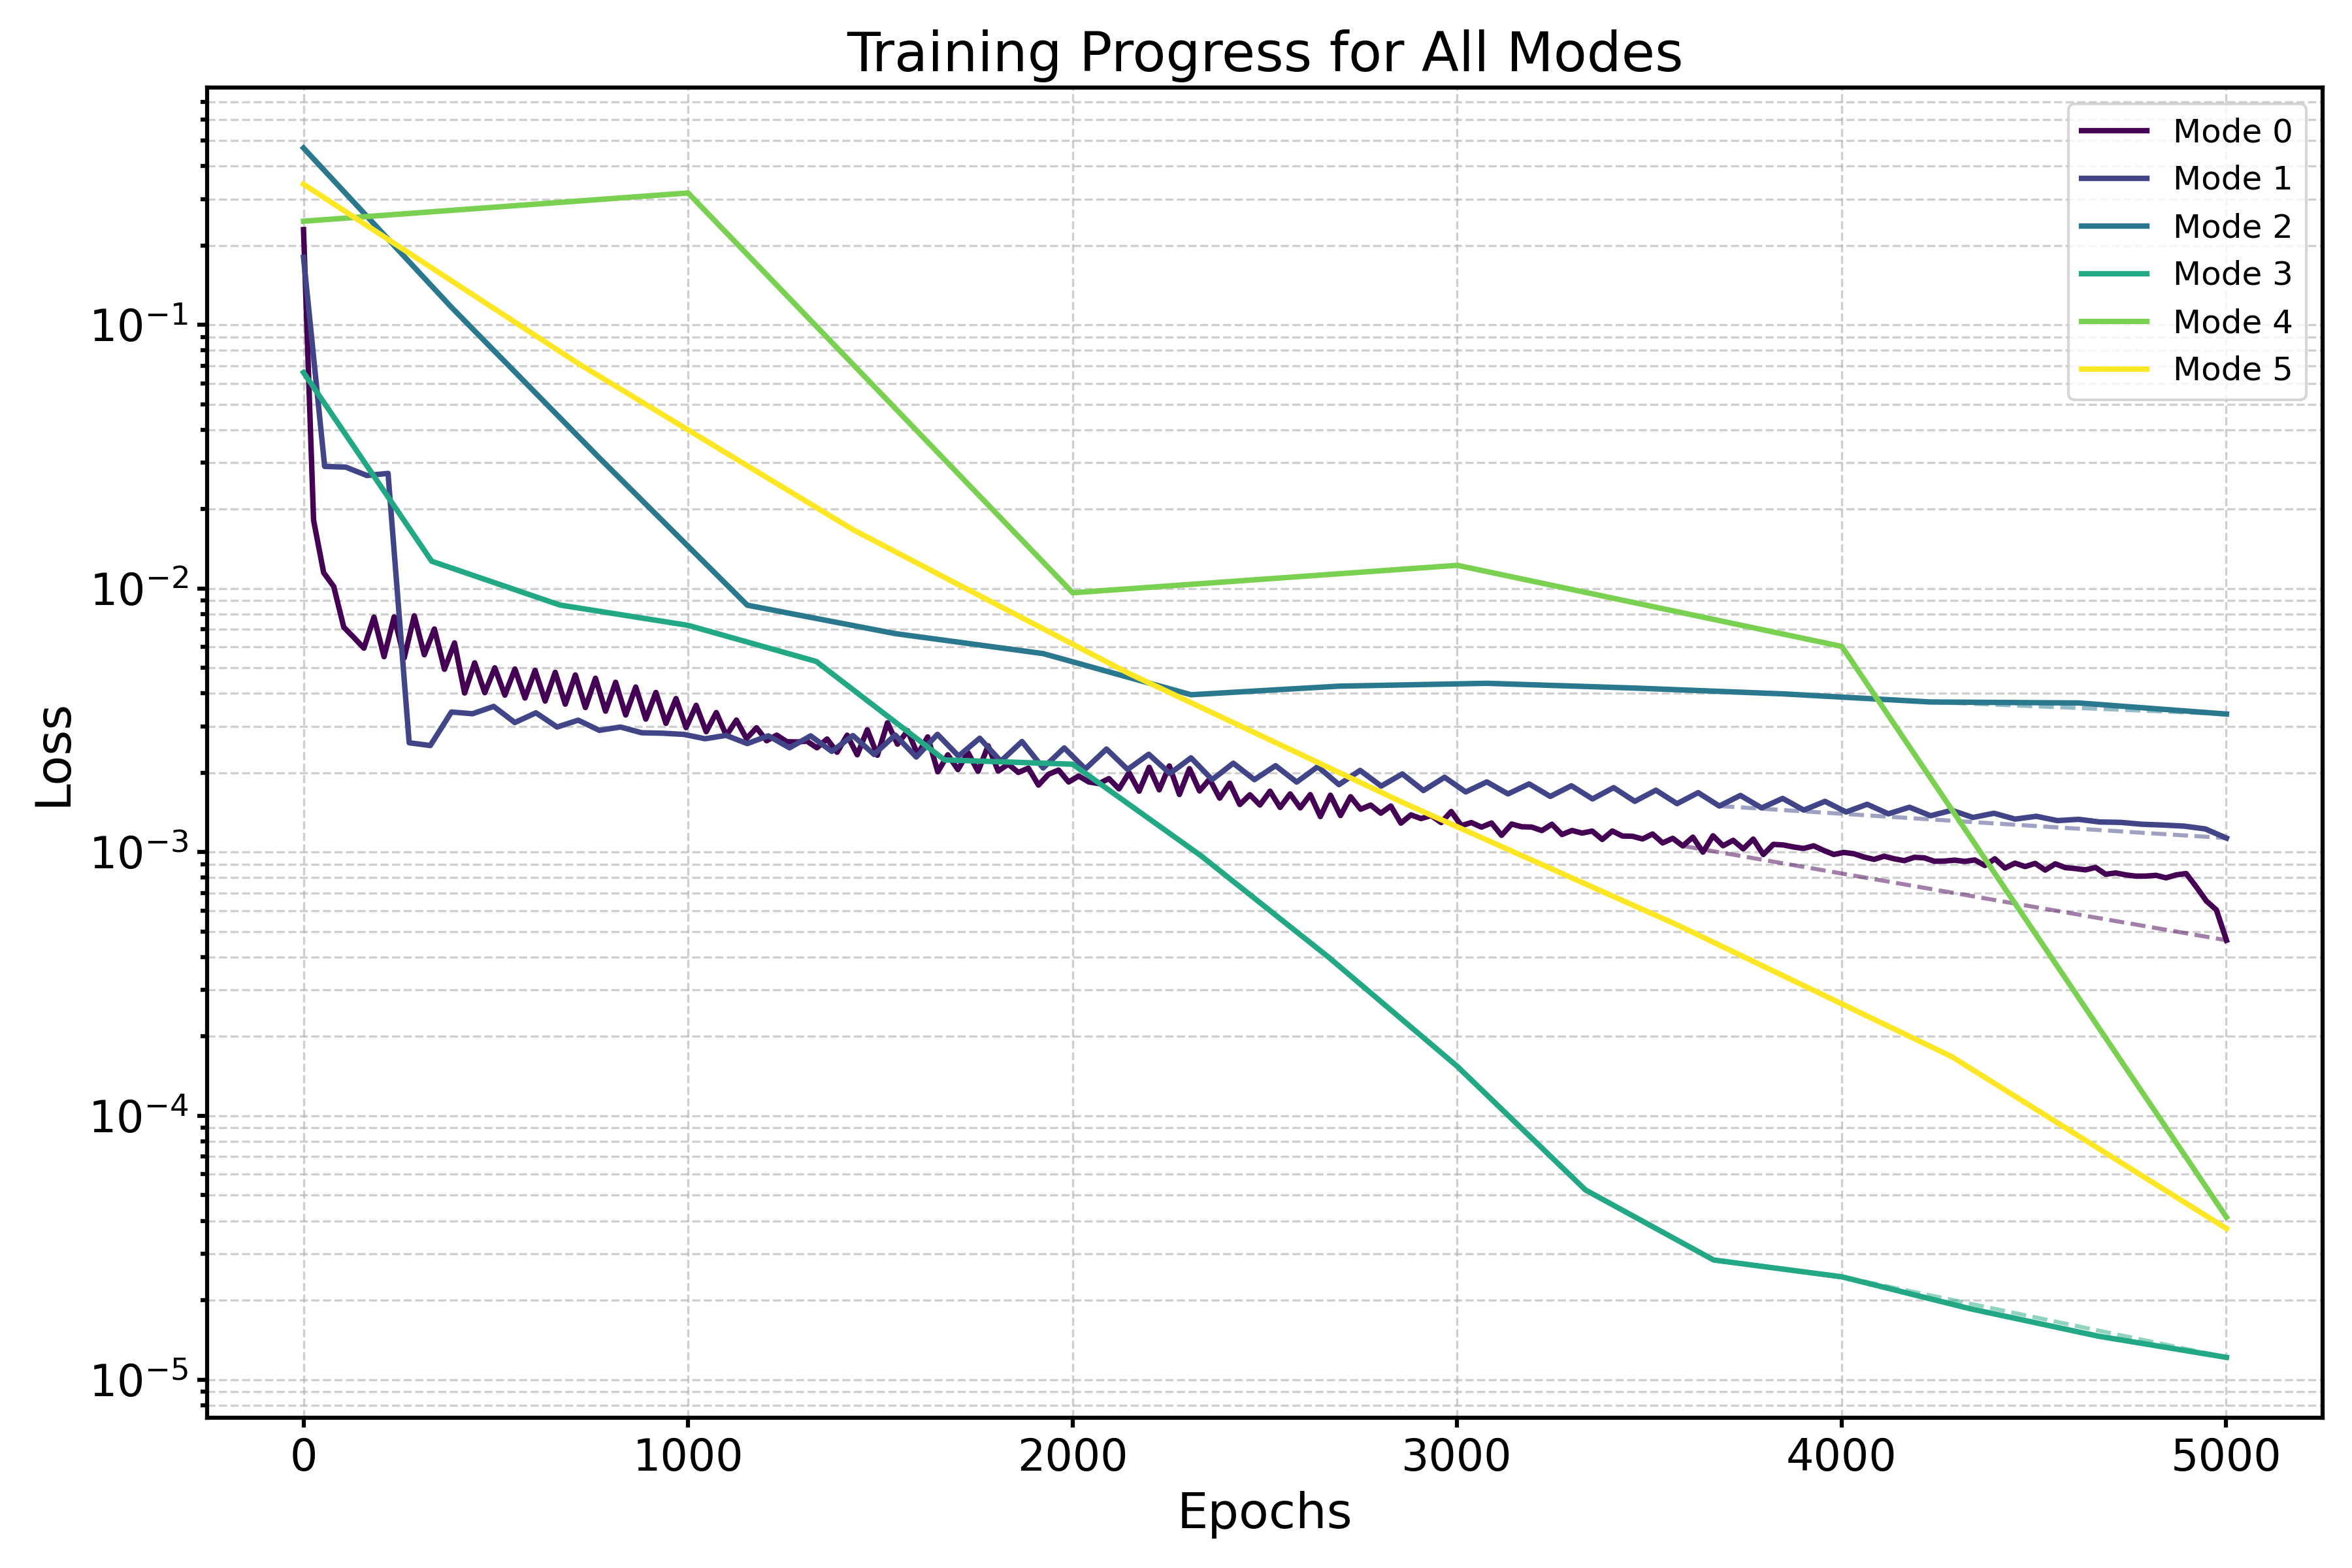 Training Progress for All Modes
Mode 0
Mode 1
Mode 2
Mode 3
Mode 4
Mode 5
Loss
10⁻¹
10⁻²
10⁻³
10⁻⁴
10⁻⁵
0 1000 2000 3000 4000 5000
Epochs